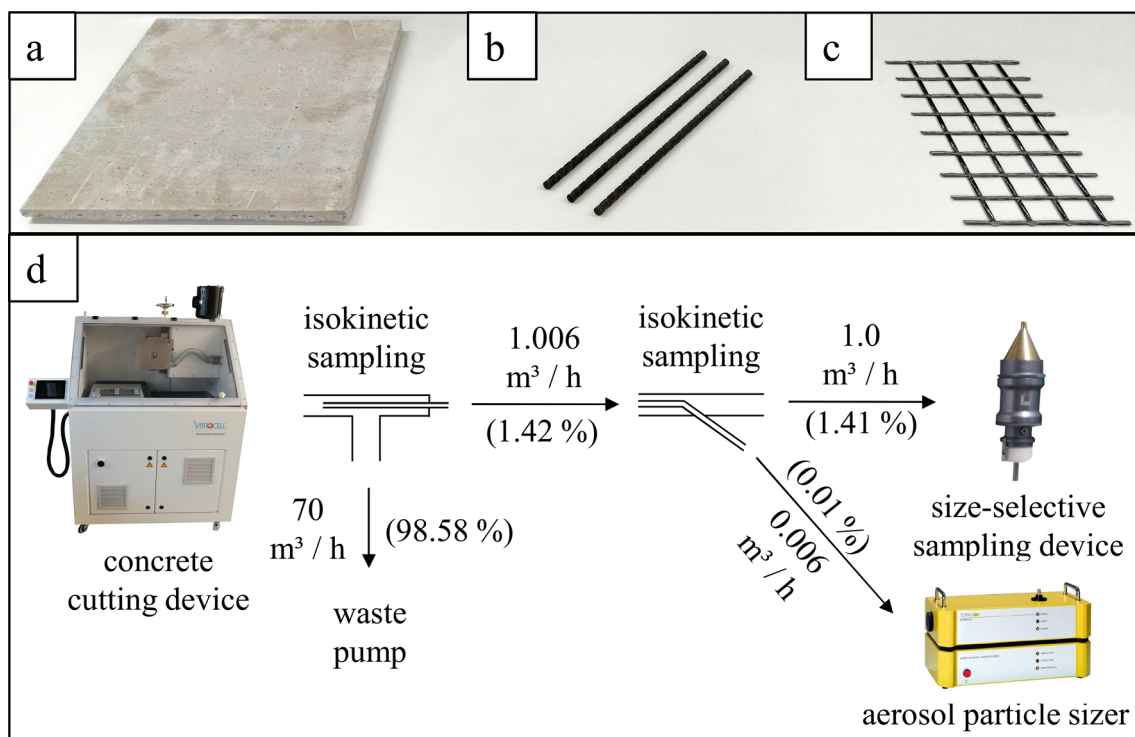 a
b
c
d
isokinetic
sampling
1.006
m³ / h
(1.42 %)
isokinetic
sampling
1.0
m³ / h
(1.41 %)
VITROCELL
70
m³ / h
(98.58 %)
(0.01 %)
0.006
m³ / h
concrete
cutting device
waste
pump
size-selective
sampling device
aerosol particle sizer